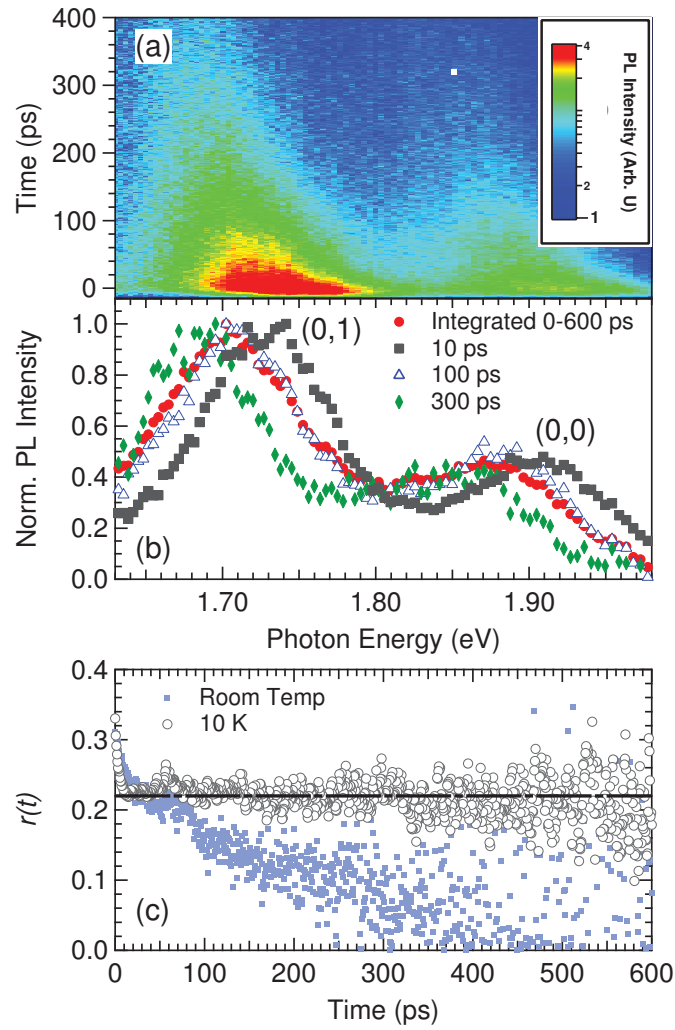 (a)
400
300
200
100
0
Time (ps)
4
2
1
PL Intensity (Arb. U)
1.0
0.8
0.6
0.4
0.2
0.0
Norm. PL Intensity
(0,1)
Integrated 0-600 ps
10 ps
100 ps
300 ps
(0,0)
(b)
1.70
1.80
1.90
Photon Energy (eV)
0.4
0.3
0.2
0.1
0.0
r(t)
Room Temp
10 K
(c)
0
100
200
300
400
500
600
Time (ps)